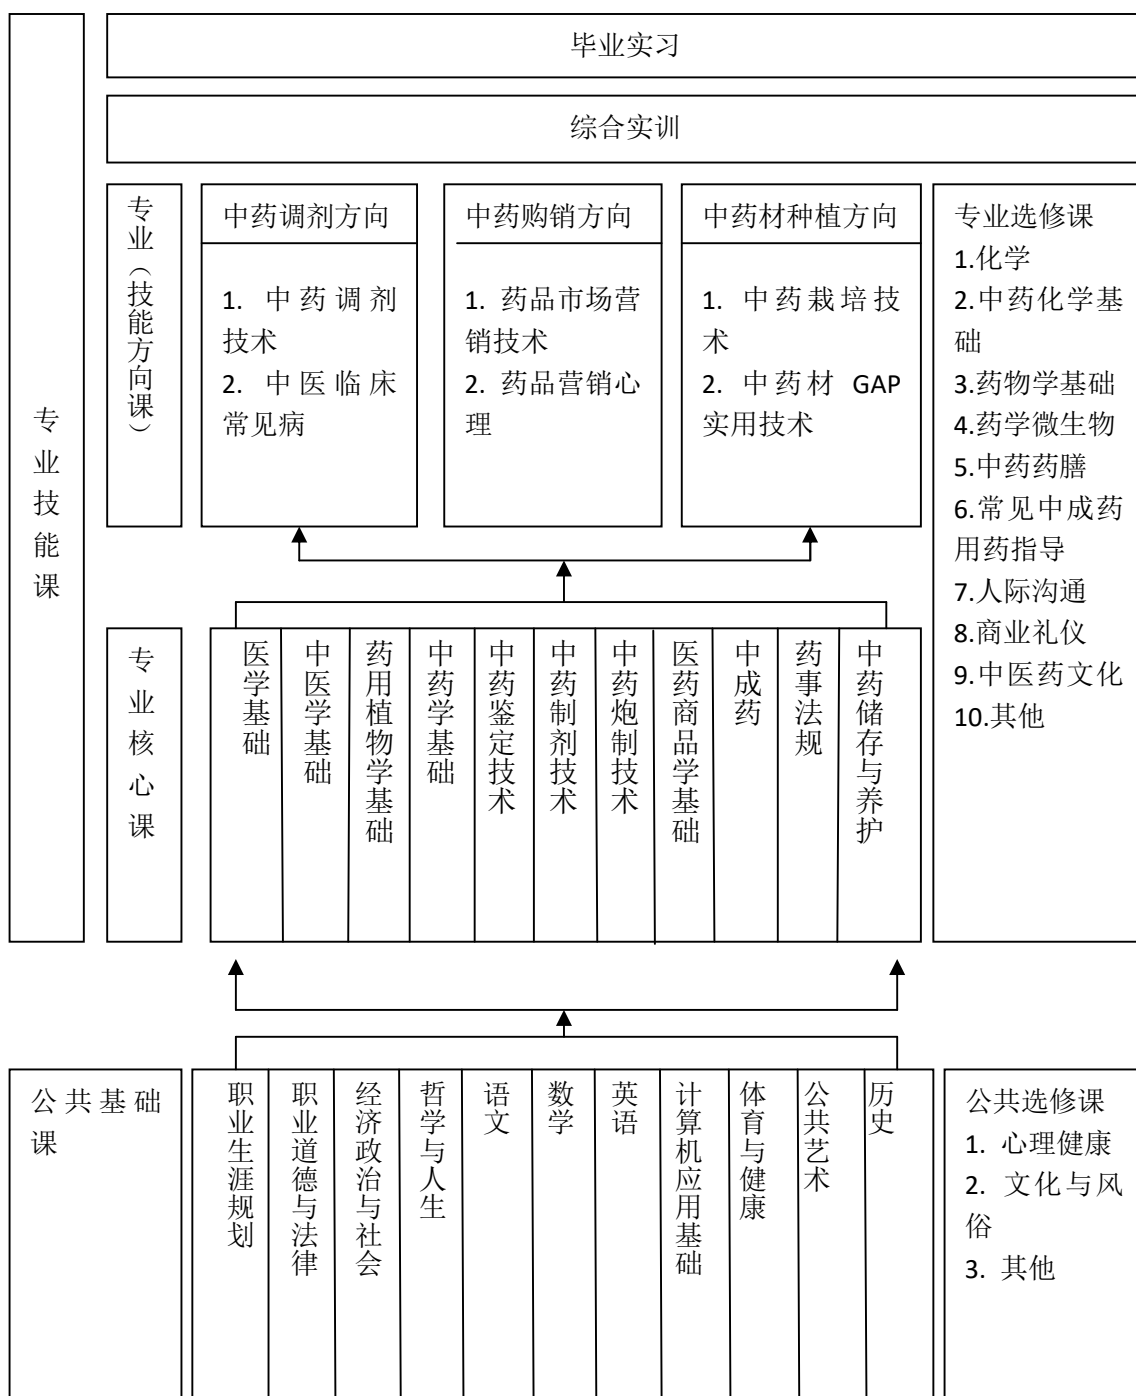 毕业实习
综合实训
专业技能课
专业（技能方向课）
中药调剂方向
1. 中药调剂
技术
2. 中医临床
常见病
中药购销方向
1. 药品市场营
销技术
2. 药品营销心
理
中药材种植方向
1. 中药栽培技
术
2. 中药材 GAP
实用技术
专业选修课
1.化学
2.中药化学基
础
3.药物学基础
4.药学微生物
5.中药药膳
6.常见中成药
用药指导
7.人际沟通
8.商业礼仪
9.中医药文化
10.其他
专业核心课
医学基础
中医学基础
药用植物学基础
中药学基础
中药鉴定技术
中药制剂技术
中药炮制技术
医药商品学基础
中成药
药事法规
中药储存与养护
公共基础
课
职业生涯规划
职业道德与法律
经济政治与社会
哲学与人生
语文
数学
英语
计算机应用基础
体育与健康
公共艺术
历史
公共选修课
1. 心理健康
2. 文化与风
俗
3. 其他